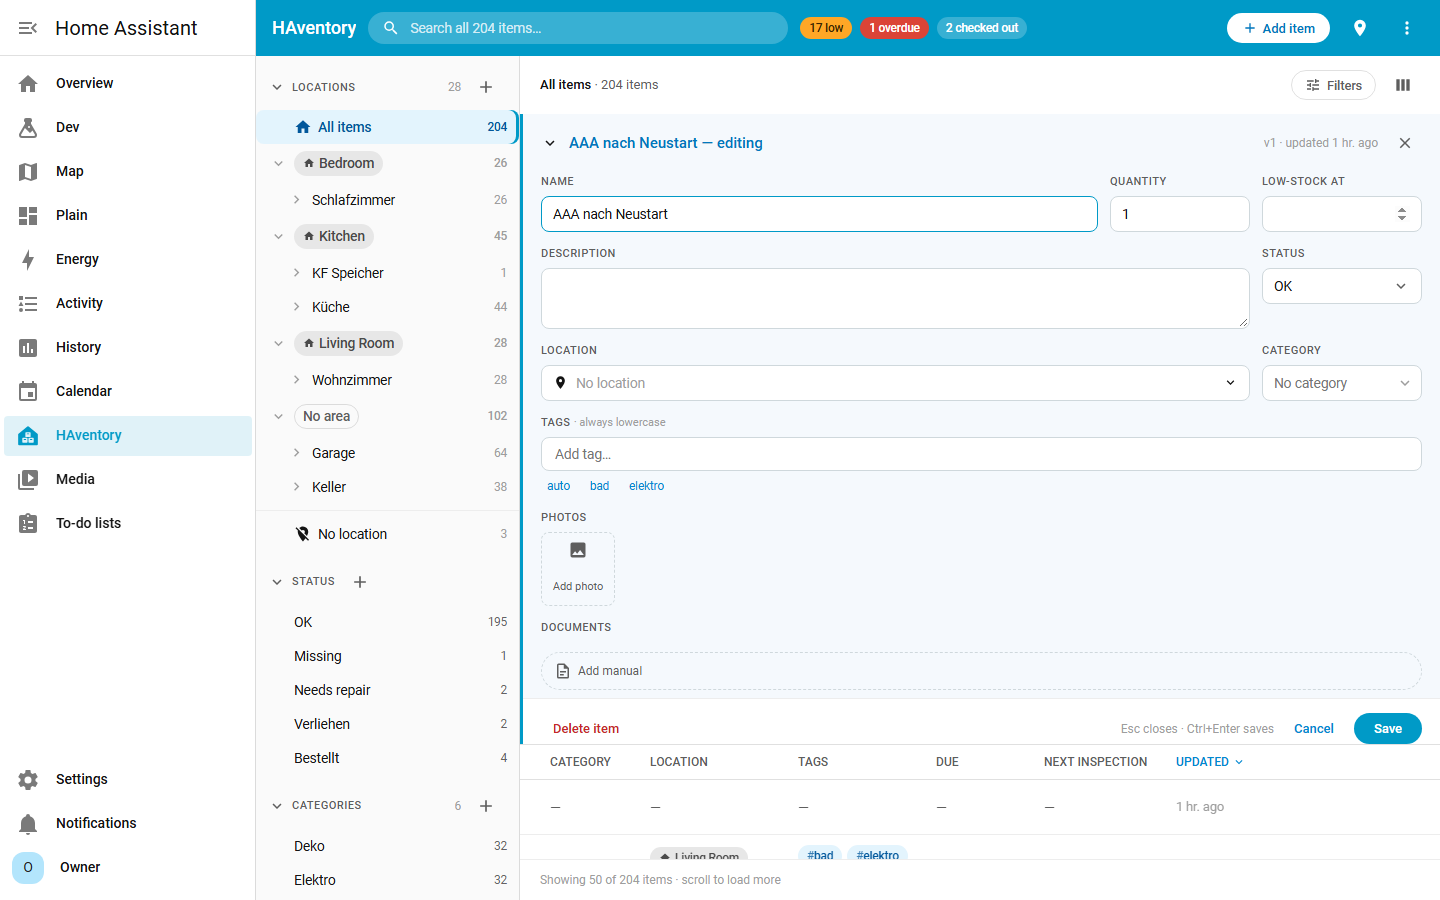 Home Assistant
Overview
Dev
Map
Plain
Energy
Activity
History
Calendar
HAventory
Media
To-do lists
Settings
Notifications
O Owner
HAventory
Search all 204 items...
17 low
1 overdue
2 checked out
Add item
LOCATIONS 28
All items 204
Bedroom 26
Schlafzimmer 26
Kitchen 45
KF Speicher 1
Küche 44
Living Room 28
Wohnzimmer 28
No area 102
Garage 64
Keller 38
No location 3
STATUS
OK 195
Missing 1
Needs repair 2
Verliehen 2
Bestellt 4
CATEGORIES 6
Deko 32
Elektro 32
All items · 204 items
Filters
AAA nach Neustart — editing
v1 · updated 1 hr. ago
NAME QUANTITY LOW-STOCK AT
AAA nach Neustart 1
DESCRIPTION STATUS
OK
LOCATION CATEGORY
No location No category
TAGS · always lowercase
Add tag...
auto bad elektro
PHOTOS
Add photo
DOCUMENTS
Add manual
Delete item Esc closes · Ctrl+Enter saves Cancel Save
CATEGORY LOCATION TAGS DUE NEXT INSPECTION UPDATED
— — — — — 1 hr. ago
Living Room #bad #elektro
Showing 50 of 204 items · scroll to load more